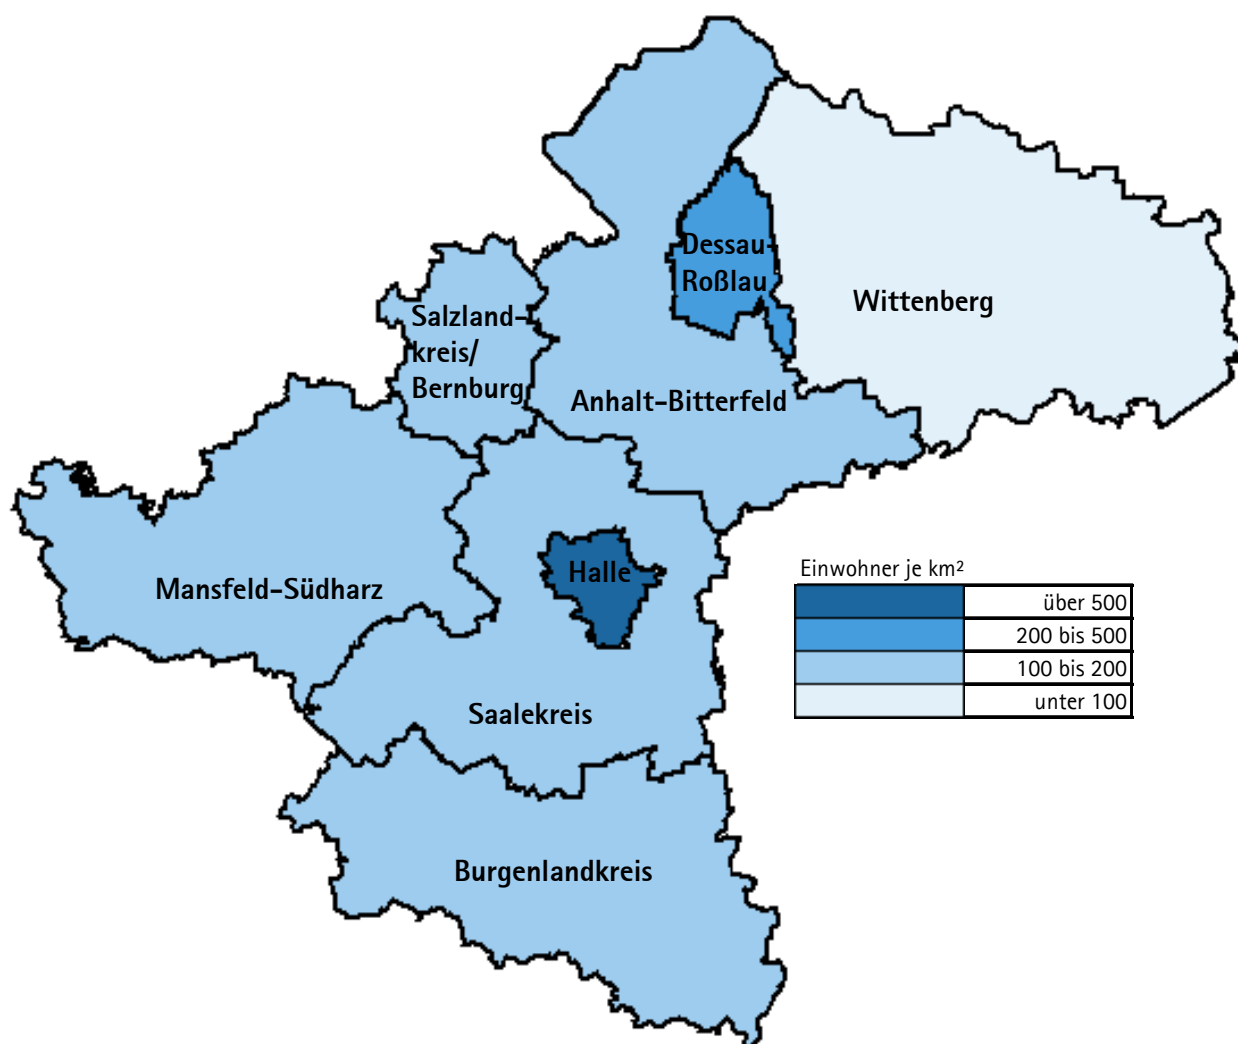 Dessau-
Roßlau
Wittenberg
Salzland-
kreis/
Bernburg
Anhalt-Bitterfeld
Mansfeld-Südharz
Halle
Saalekreis
Burgenlandkreis
Einwohner je km²
über 500
200 bis 500
100 bis 200
unter 100